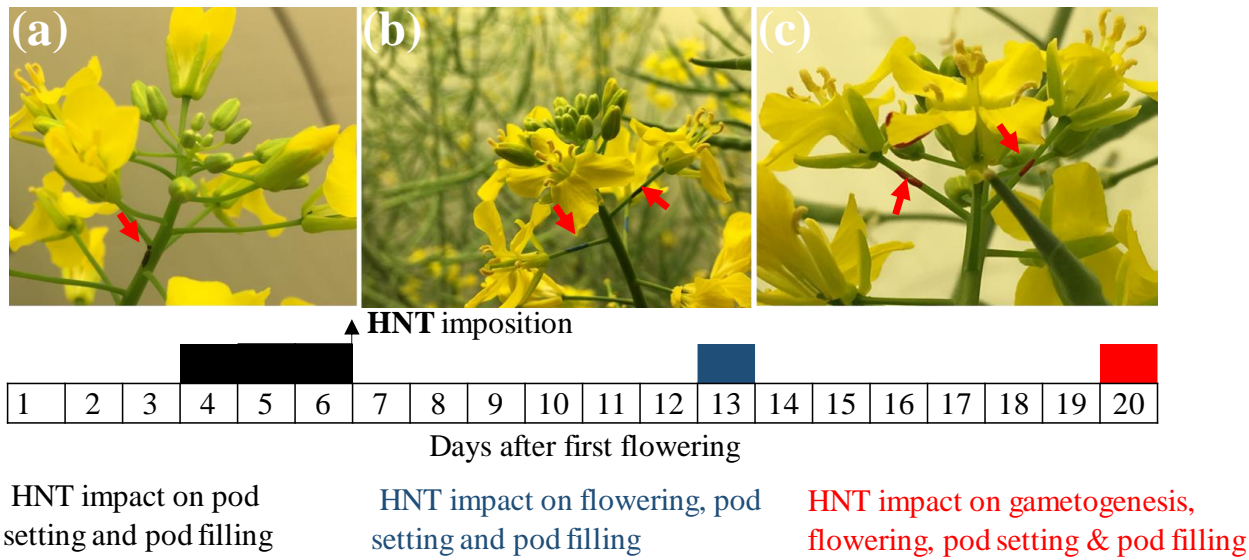 (a)
(b)
(c)
HNT imposition
1 2 3 4 5 6 7 8 9 10 11 12 13 14 15 16 17 18 19 20
Days after first flowering
HNT impact on pod
setting and pod filling
HNT impact on flowering, pod
setting and pod filling
HNT impact on gametogenesis,
flowering, pod setting & pod filling